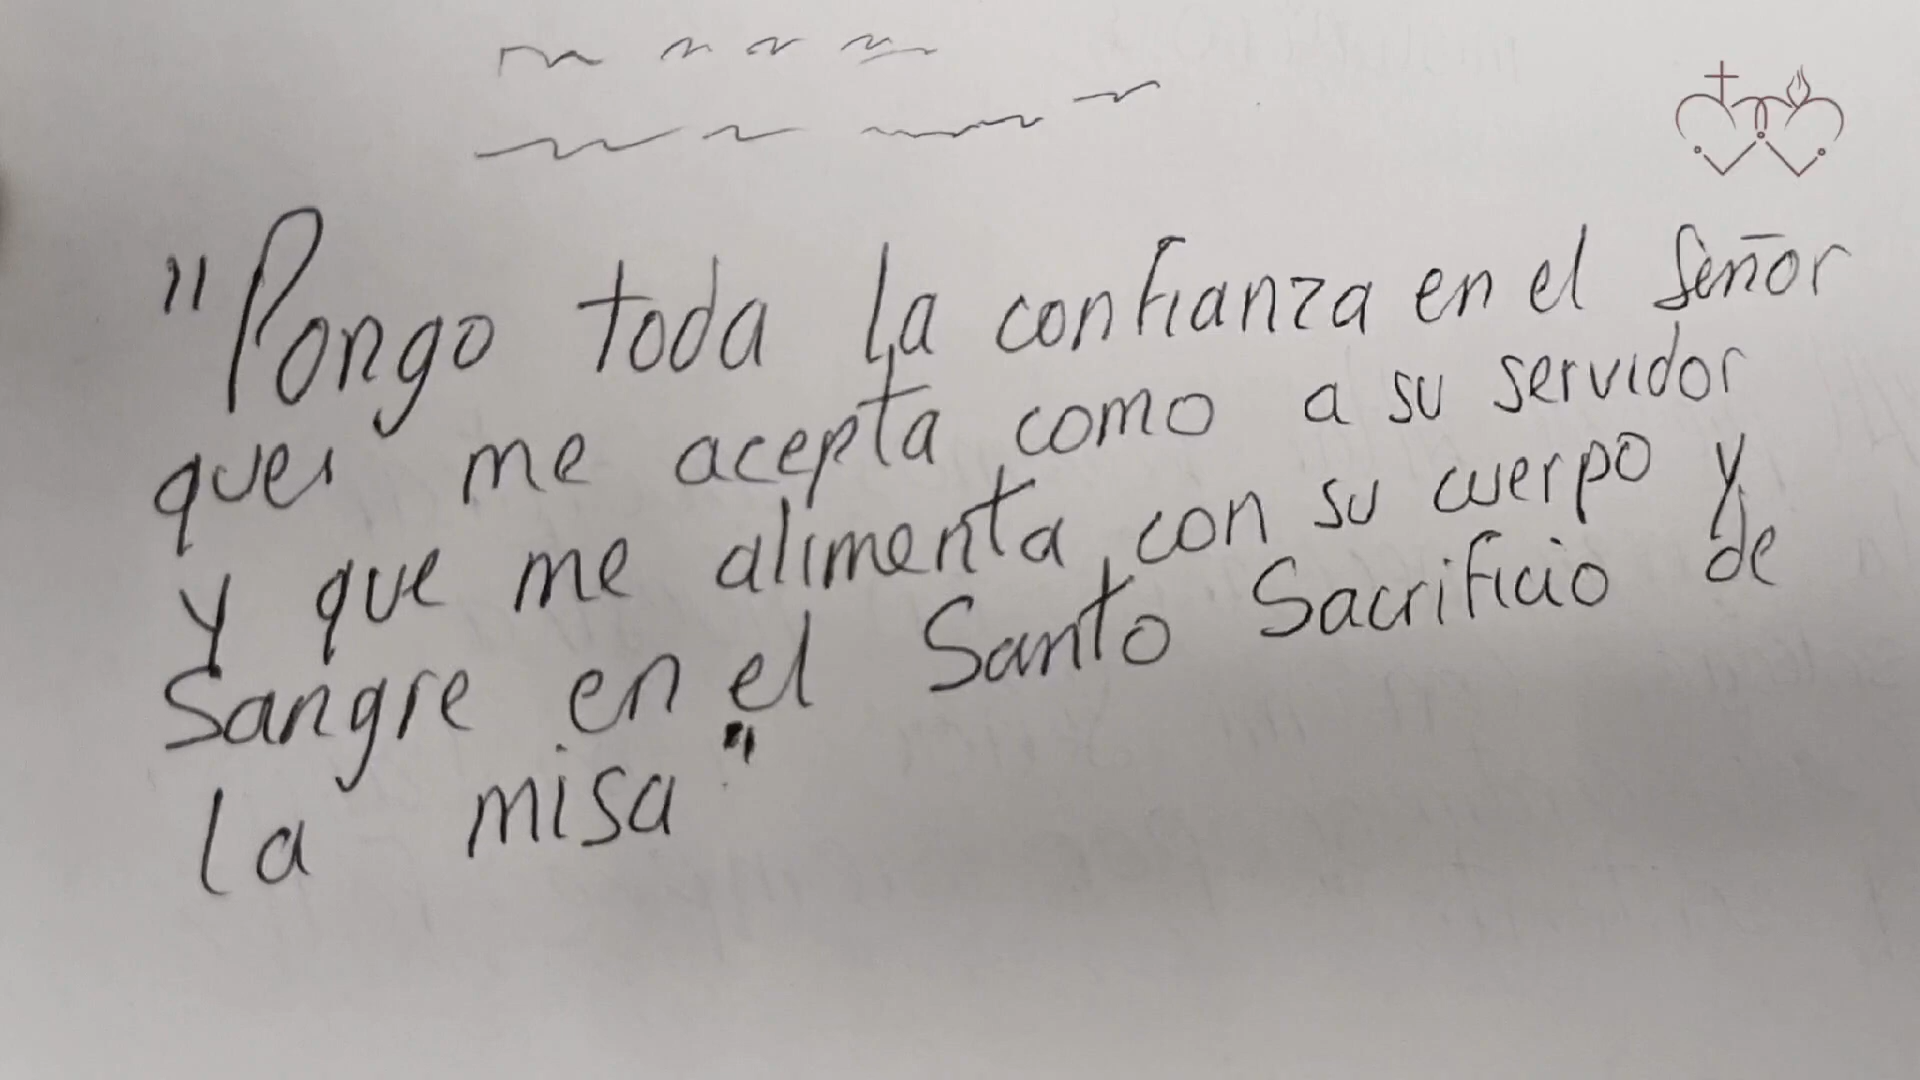 "Pongo toda la confianza en el Señor
quei me acepta como a su servidor
y que me alimenta con su cuerpo y
Sangre en el Santo Sacrificio de
la misa"